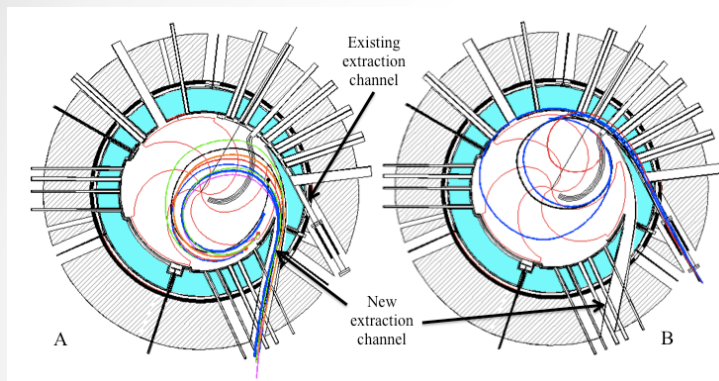 Existing
extraction
channel
New
extraction
channel
A
B